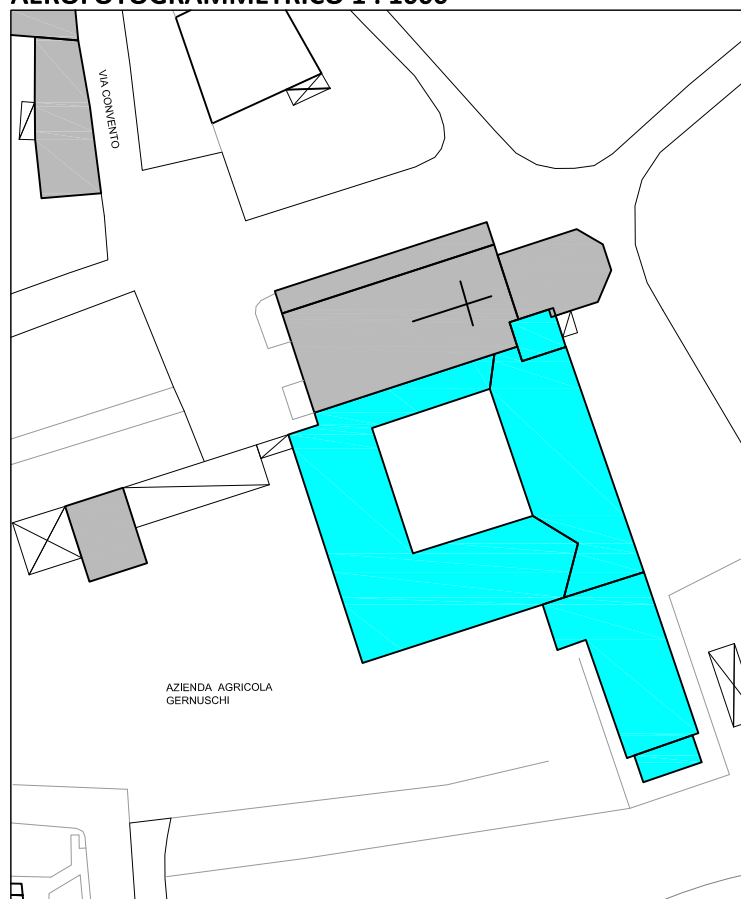 AEROFOTOGRAMMETRICO 1 : 1000
VIA CONVENTO
AZIENDA AGRICOLA
GERNUSCHI